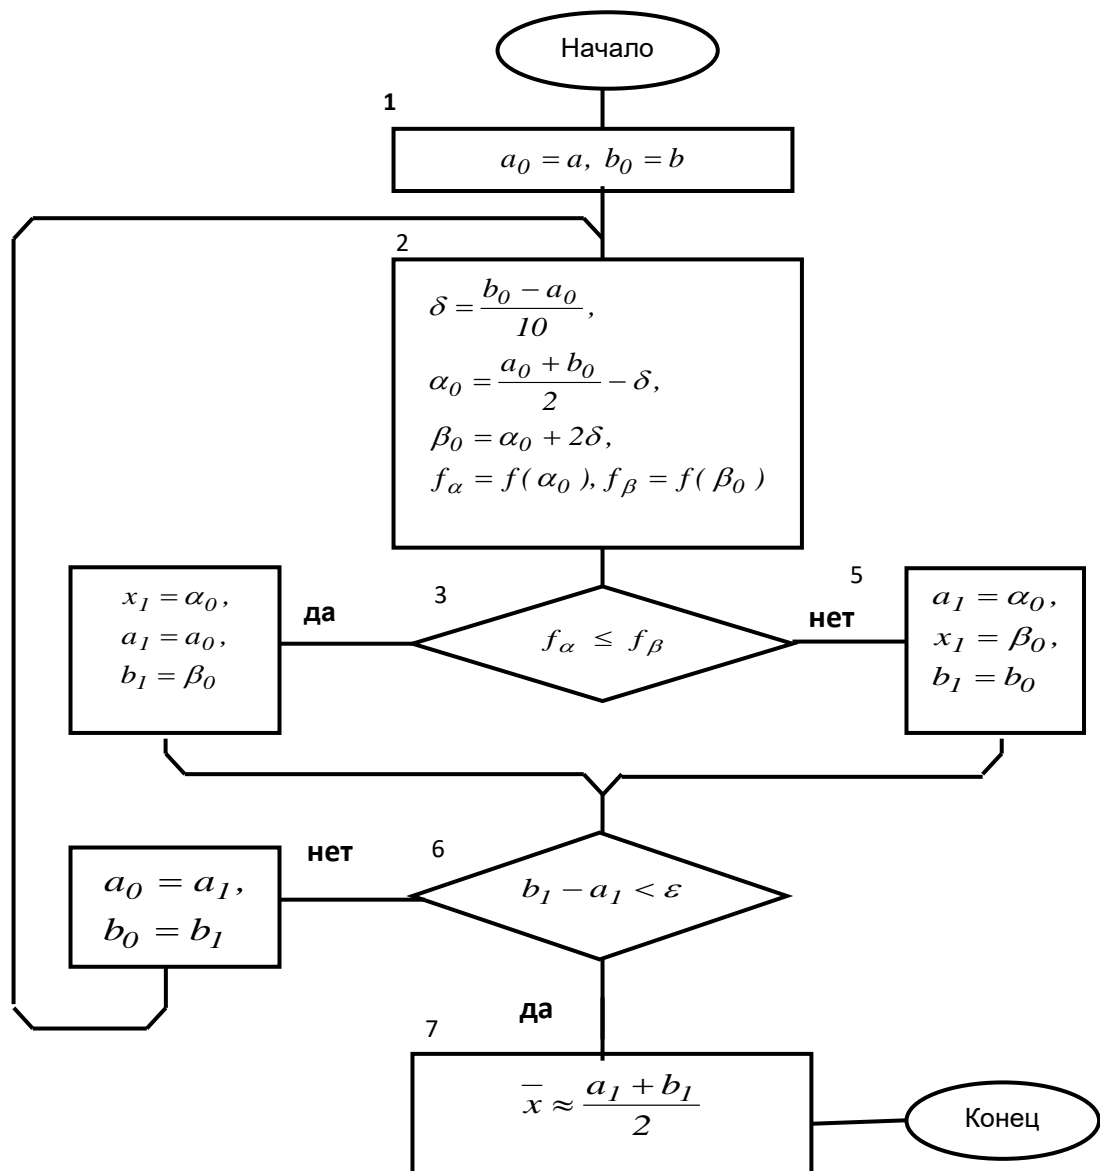 Начало
1
a₀ = a, b₀ = b
2
δ = (b₀ − a₀)/10,
α₀ = (a₀ + b₀)/2 − δ,
β₀ = α₀ + 2δ,
f_α = f( α₀ ), f_β = f( β₀ )
x₁ = α₀,
a₁ = a₀,
b₁ = β₀
да
3
f_α ≤ f_β
нет
5
a₁ = α₀,
x₁ = β₀,
b₁ = b₀
a₀ = a₁,
b₀ = b₁
нет
6
b₁ − a₁ < ε
да
7
x̄ ≈ (a₁ + b₁)/2
Конец